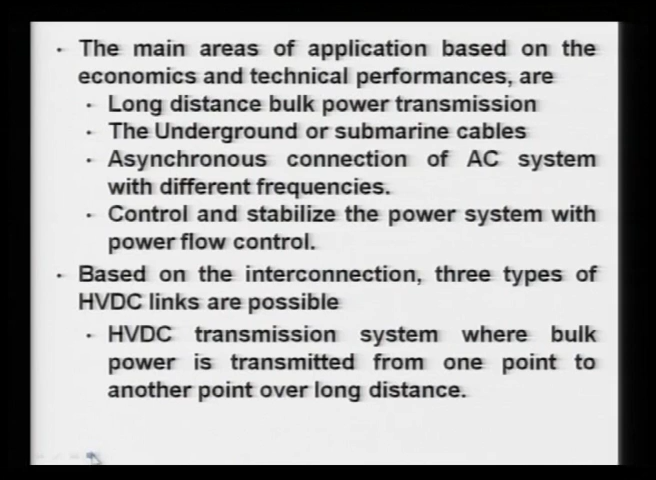 · The main areas of application based on the
economics and technical performances, are
· Long distance bulk power transmission
· The Underground or submarine cables
· Asynchronous connection of AC system
with different frequencies.
· Control and stabilize the power system with
power flow control.
· Based on the interconnection, three types of
HVDC links are possible
· HVDC transmission system where bulk
power is transmitted from one point to
another point over long distance.